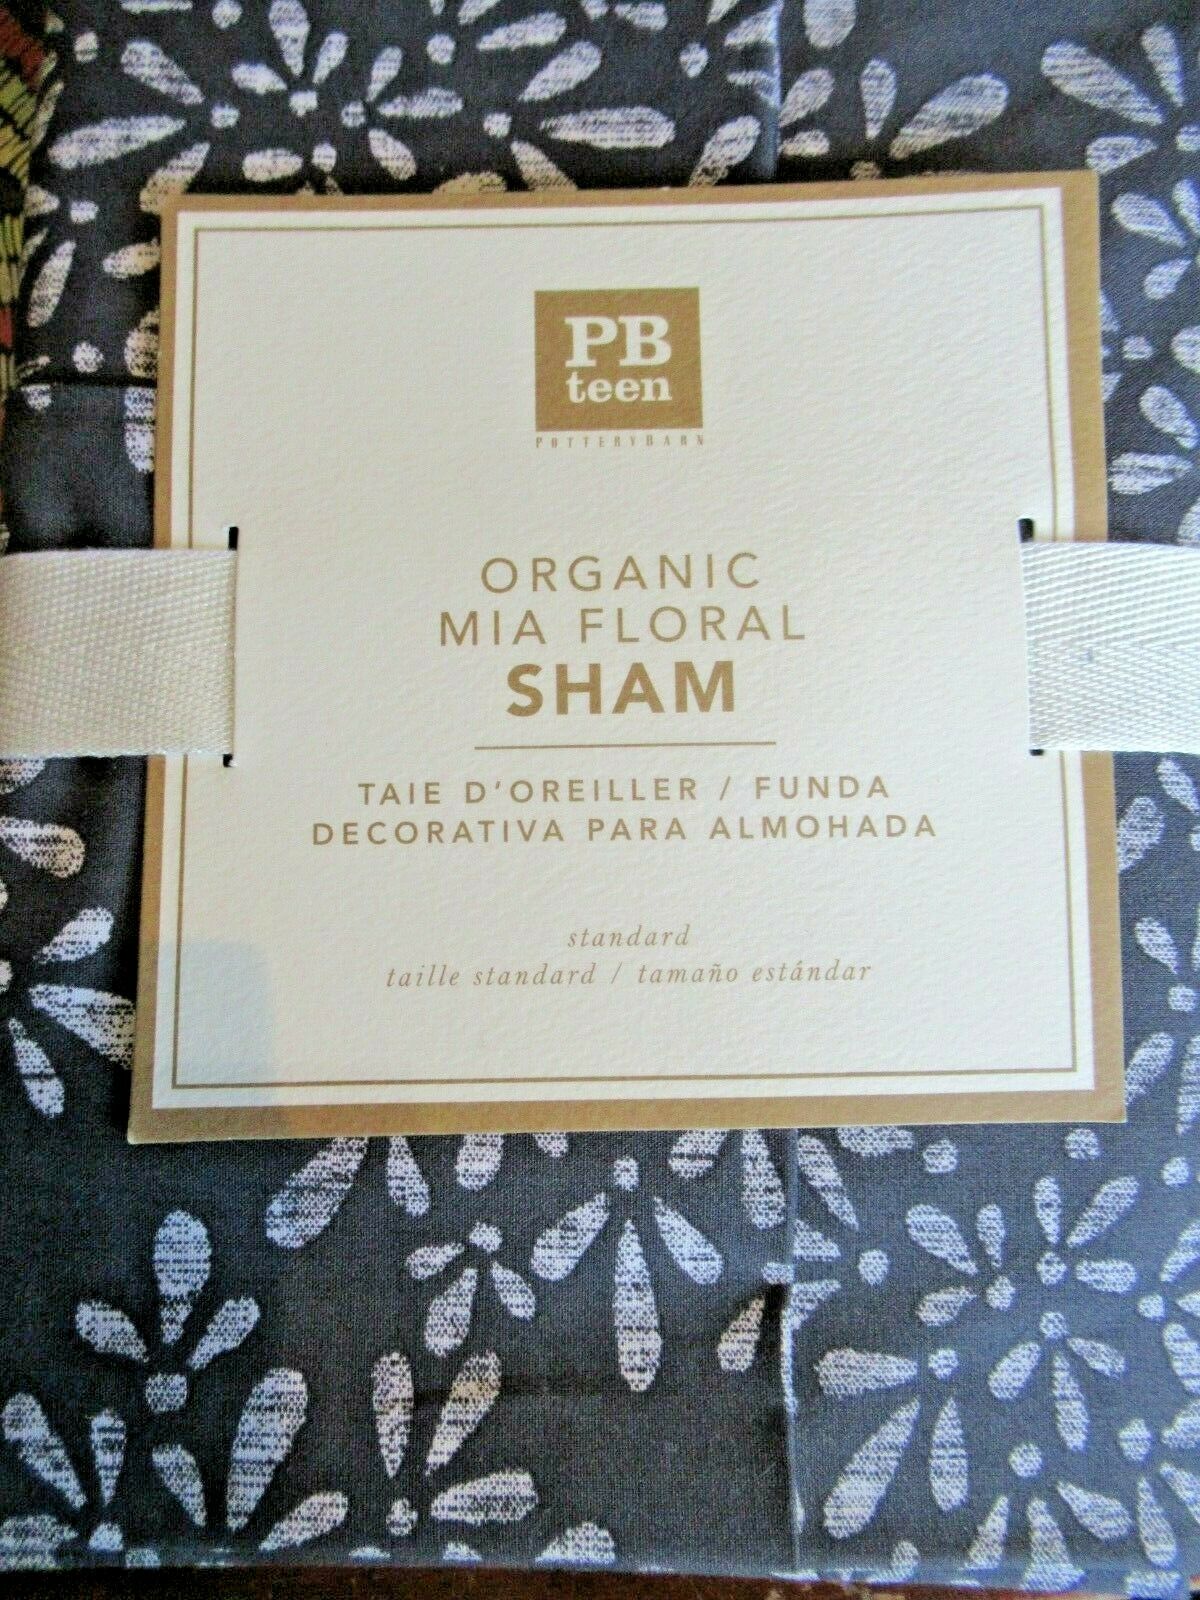 PB
teen
POTTERYBARN
ORGANIC
MIA FLORAL
SHAM
TAIE D'OREILLER / FUNDA
DECORATIVA PARA ALMOHADA
standard
taille standard / tamaño estándar